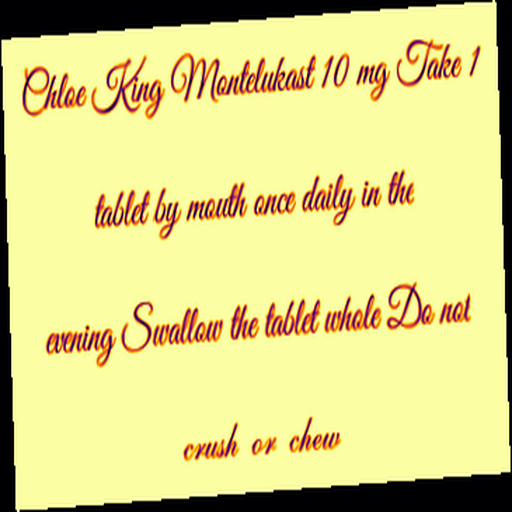 Chloe King Montelukast 10 mg Take 1
tablet by mouth once daily in the
evening Swallow the tablet whole Do not
crush or chew